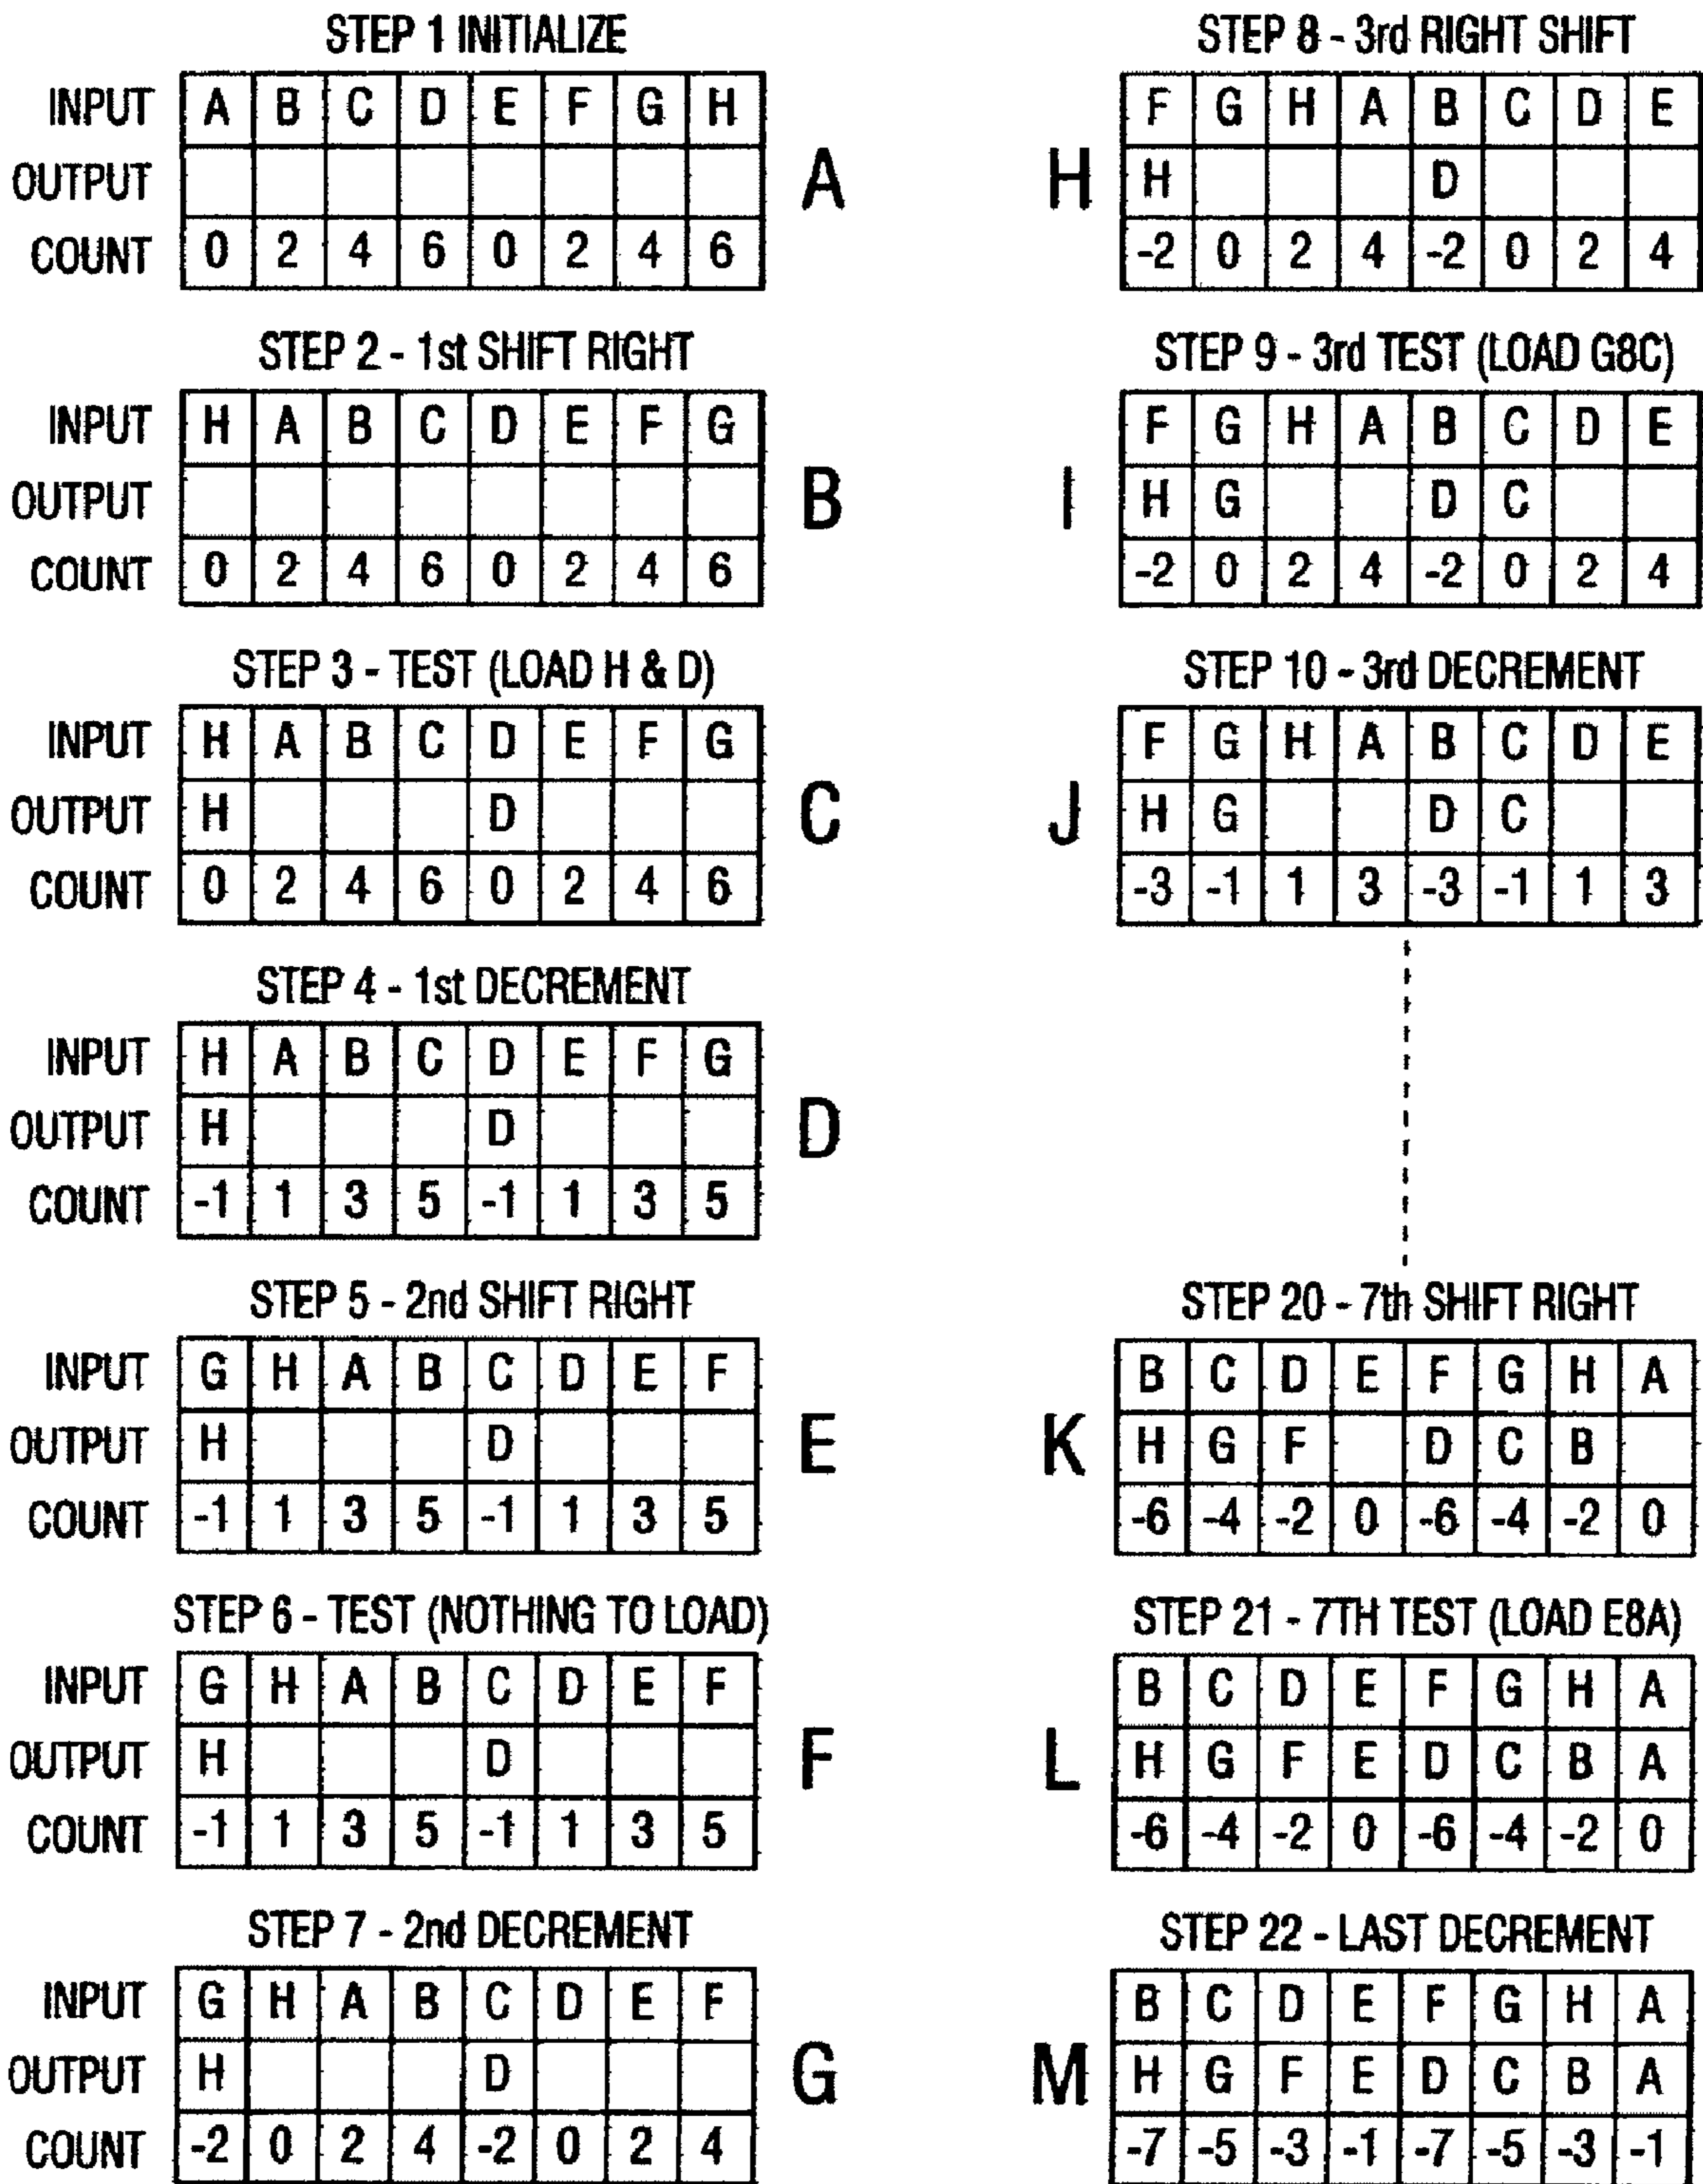 STEP 1 INITIALIZE
INPUT A B C D E F G H
OUTPUT
COUNT 0 2 4 6 0 2 4 6
A
STEP 2 - 1st SHIFT RIGHT
INPUT H A B C D E F G
OUTPUT
COUNT 0 2 4 6 0 2 4 6
B
STEP 3 - TEST (LOAD H & D)
INPUT H A B C D E F G
OUTPUT H D
COUNT 0 2 4 6 0 2 4 6
C
STEP 4 - 1st DECREMENT
INPUT H A B C D E F G
OUTPUT H D
COUNT -1 1 3 5 -1 1 3 5
D
STEP 5 - 2nd SHIFT RIGHT
INPUT G H A B C D E F
OUTPUT H D
COUNT -1 1 3 5 -1 1 3 5
E
STEP 6 - TEST (NOTHING TO LOAD)
INPUT G H A B C D E F
OUTPUT H D
COUNT -1 1 3 5 -1 1 3 5
F
STEP 7 - 2nd DECREMENT
INPUT G H A B C D E F
OUTPUT H D
COUNT -2 0 2 4 -2 0 2 4
G
STEP 8 - 3rd RIGHT SHIFT
F G H A B C D E
H H D
-2 0 2 4 -2 0 2 4
STEP 9 - 3rd TEST (LOAD G8C)
F G H A B C D E
I H G D C
-2 0 2 4 -2 0 2 4
STEP 10 - 3rd DECREMENT
F G H A B C D E
J H G D C
-3 -1 1 3 -3 -1 1 3
STEP 20 - 7th SHIFT RIGHT
B C D E F G H A
K H G F D C B
-6 -4 -2 0 -6 -4 -2 0
STEP 21 - 7TH TEST (LOAD E8A)
B C D E F G H A
L H G F E D C B A
-6 -4 -2 0 -6 -4 -2 0
STEP 22 - LAST DECREMENT
B C D E F G H A
M H G F E D C B A
-7 -5 -3 -1 -7 -5 -3 -1